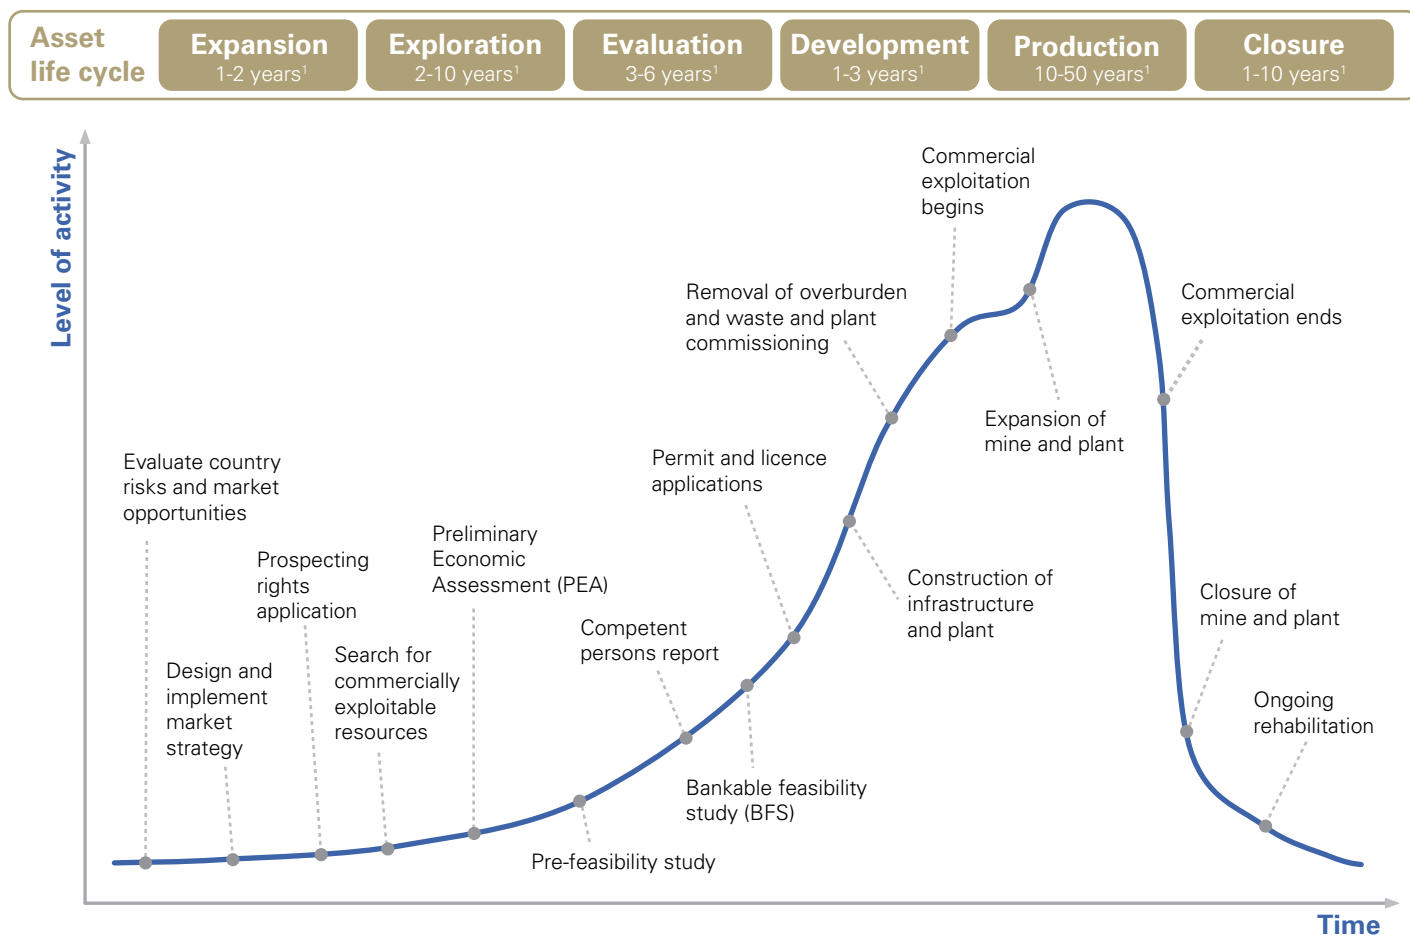 Asset
life cycle
Expansion
1-2 years¹
Exploration
2-10 years¹
Evaluation
3-6 years¹
Development
1-3 years¹
Production
10-50 years¹
Closure
1-10 years¹
Level of activity
Commercial
exploitation
begins
Removal of overburden
and waste and plant
commissioning
Commercial
exploitation ends
Expansion of
mine and plant
Evaluate country
risks and market
opportunities
Permit and licence
applications
Prospecting
rights
application
Preliminary
Economic
Assessment (PEA)
Construction of
infrastructure
and plant
Closure of
mine and plant
Design and
implement
market
strategy
Search for
commercially
exploitable
resources
Competent
persons report
Ongoing
rehabilitation
Bankable feasibility
study (BFS)
Pre-feasibility study
Time